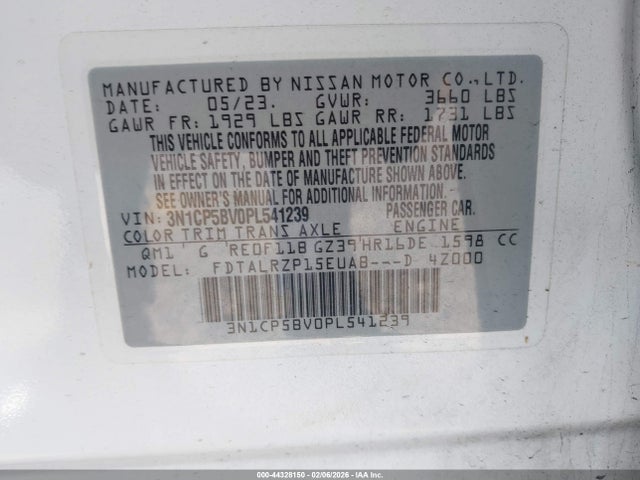 MANUFACTURED BY NISSAN MOTOR CO., LTD.
DATE: 05/23. GVWR: 3660 LBS
GAWR FR: 1929 LBS GAWR RR: 1731 LBS
THIS VEHICLE CONFORMS TO ALL APPLICABLE FEDERAL MOTOR
VEHICLE SAFETY, BUMPER AND THEFT PREVENTION STANDARDS
IN EFFECT ON THE DATE OF MANUFACTURE SHOWN ABOVE.
SEE OWNER'S MANUAL FOR ADDITIONAL INFORMATION.
VIN: 3N1CP5BV0PL541239 PASSENGER CAR.
COLOR TRIM TRANS AXLE ENGINE
QM1 G RE0F11B GZ39 HR16DE 1598 CC
MODEL: FDTALRZP15EUA8---D 4Z000
3N1CP5BV0PL541239
000-44328150 - 02/06/2026 - IAA Inc.